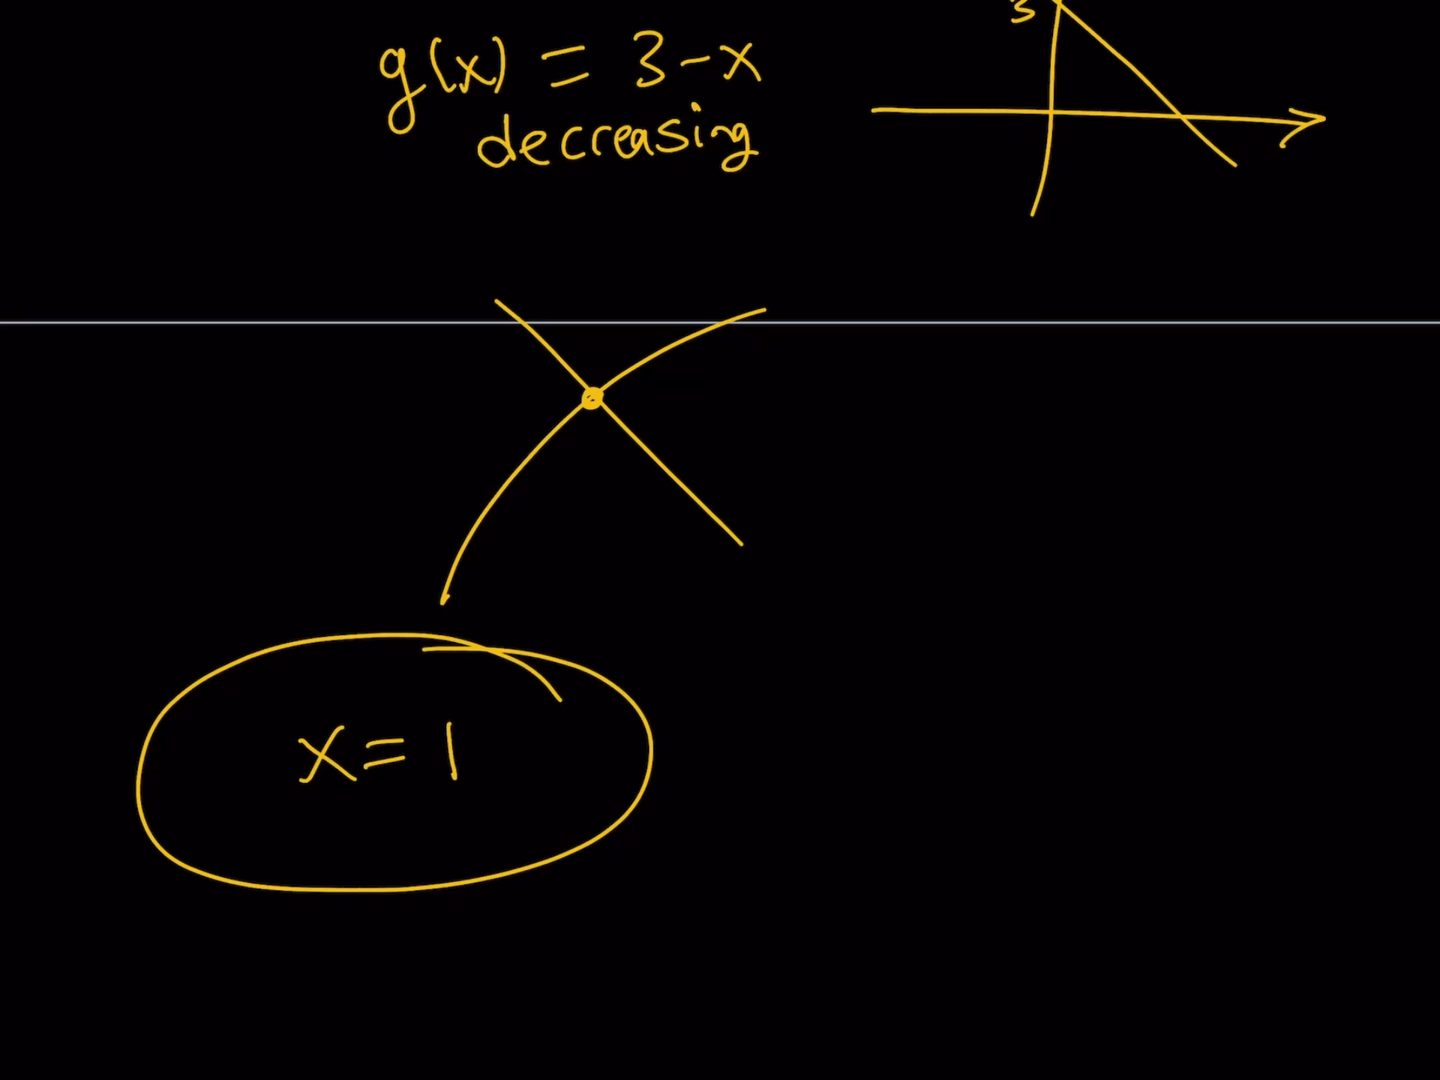 3
g(x) = 3-x
decreasing
x = 1